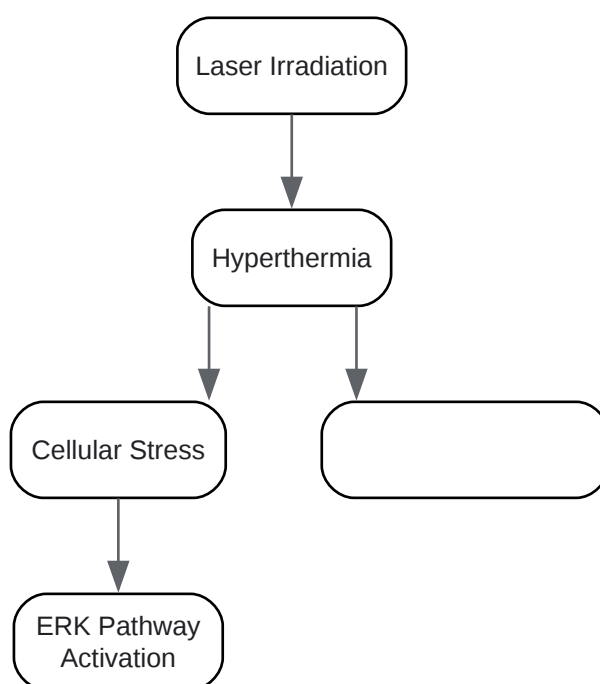 Laser Irradiation
Hyperthermia
Cellular Stress
ERK Pathway
Activation